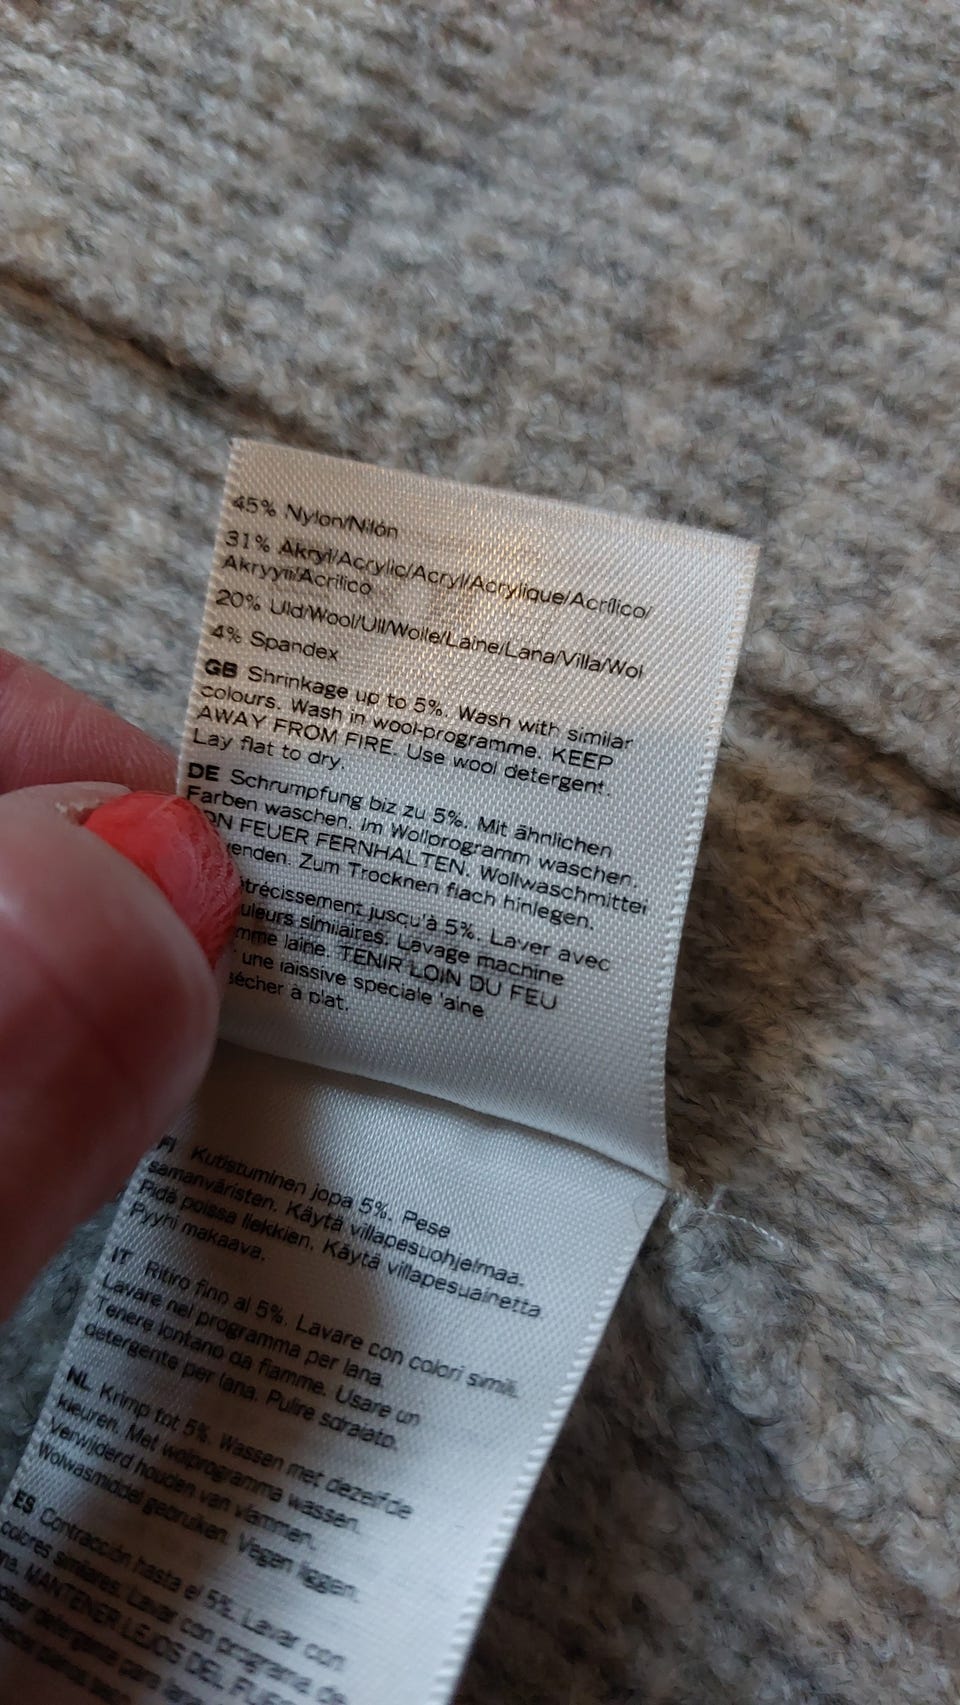 45% Nylon/Nilón
31% Akryl/Acrylic/Acryl/Acrylique/Acrílico/
Akryyli/Acrilico
20% Uld/Wool/Ull/Wolle/Laine/Lana/Villa/Wol
4% Spandex
GB Shrinkage up to 5%. Wash with similar
colours. Wash in wool-programme. KEEP
AWAY FROM FIRE. Use wool detergent.
Lay flat to dry.
DE Schrumpfung biz zu 5%. Mit ähnlichen
Farben waschen. Im Wollprogramm waschen.
ON FEUER FERNHALTEN. Wollwaschmittel
wenden. Zum Trocknen flach hinlegen.
étrécissement jusqu'à 5%. Laver avec
uleurs similaires. Lavage machine
mme laine. TENIR LOIN DU FEU
une laissive speciale laine
sécher à plat.
FI Kutistuminen jopa 5%. Pese
samanväristen. Käytä villapesuohjelmaa.
Pidä poissa liekkien. Käytä villapesuainetta
Pyyhi makaava.
IT Ritiro fino al 5%. Lavare con colori simili.
Lavare nel programma per lana.
Tenere lontano da fiamme. Usare un
detergente per lana. Pulire sdraiato.
NL Krimp tot 5%. Wassen met dezelfde
kleuren. Met wolprogramma wassen.
Verwijderd houden van vlammen.
Wolwasmiddel gebruiken. Vegen liggen.
ES Contracción hasta el 5%. Lavar con
colores similares. Lavar con programa de
MANTENER LEJOS DEL
para